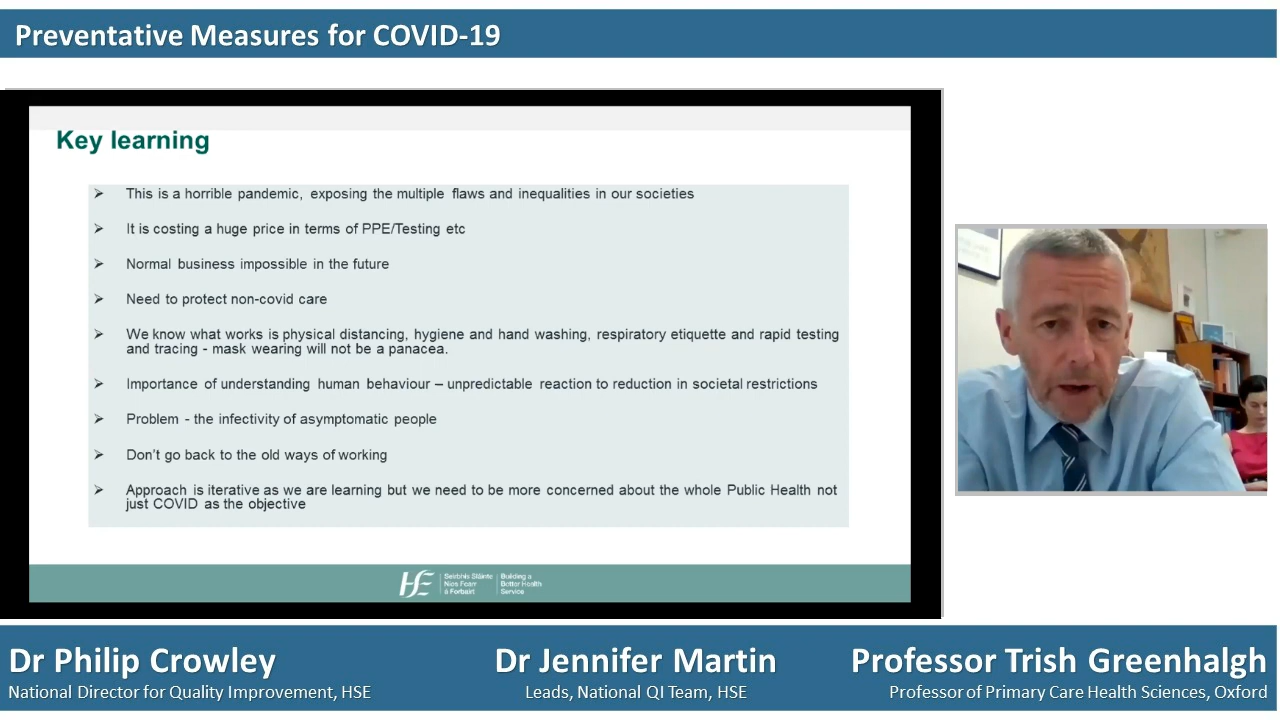 Preventative Measures for COVID-19
Key learning
This is a horrible pandemic, exposing the multiple flaws and inequalities in our societies
It is costing a huge price in terms of PPE/Testing etc
Normal business impossible in the future
Need to protect non-covid care
We know what works is physical distancing, hygiene and hand washing, respiratory etiquette and rapid testing
and tracing - mask wearing will not be a panacea.
Importance of understanding human behaviour – unpredictable reaction to reduction in societal restrictions
Problem - the infectivity of asymptomatic people
Don't go back to the old ways of working
Approach is iterative as we are learning but we need to be more concerned about the whole Public Health not
just COVID as the objective
Seirbhís Sláinte
Níos Fearr
á Forbairt
Building a
Better Health
Service
Dr Philip Crowley
National Director for Quality Improvement, HSE
Dr Jennifer Martin
Leads, National QI Team, HSE
Professor Trish Greenhalgh
Professor of Primary Care Health Sciences, Oxford